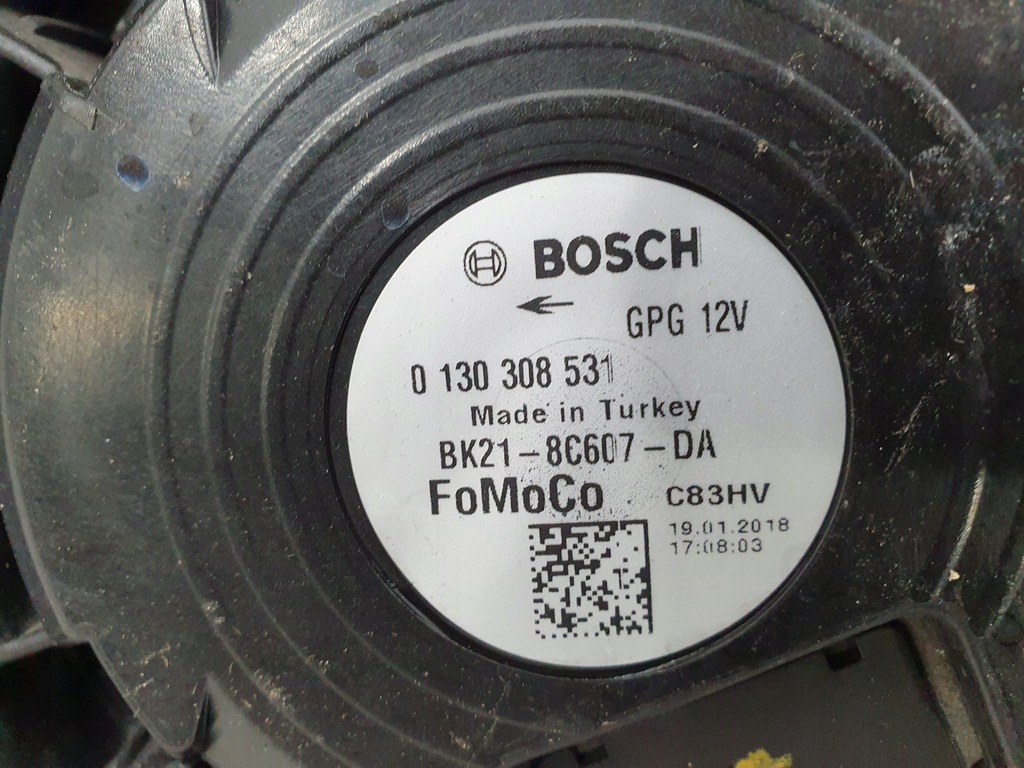 BOSCH
GPG 12V
0 130 308 531
Made in Turkey
BK21-8C607-DA
FoMoCo C83HV
19.01.2018
17:08:03